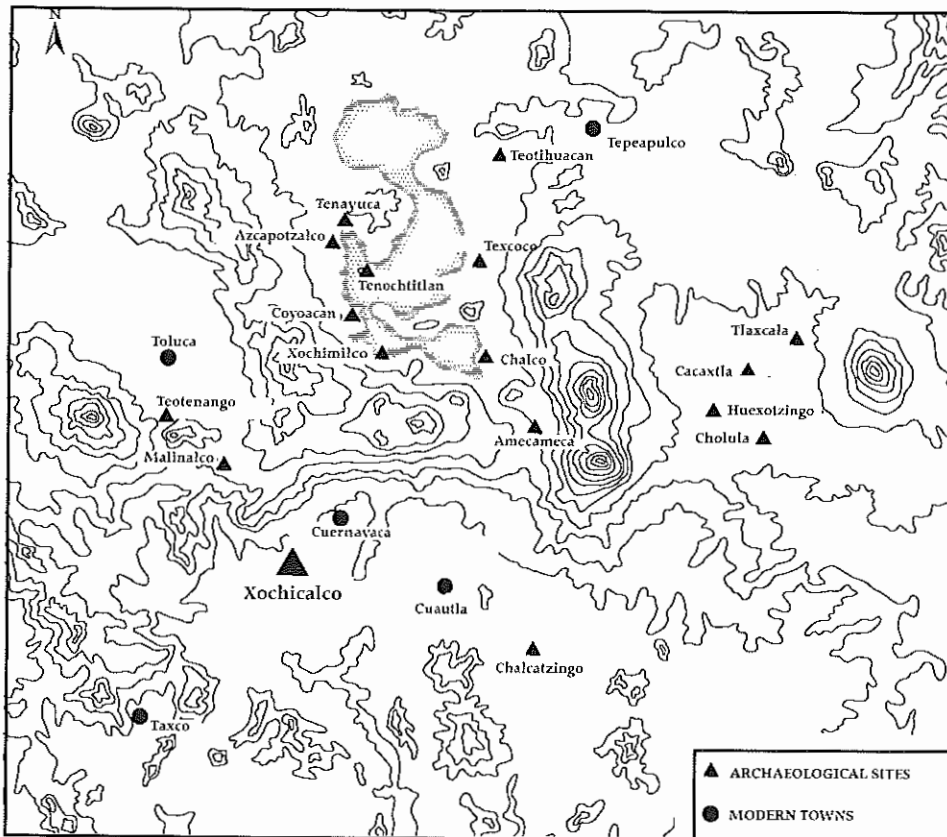 N
Tepeapulco
Teotihuacan
Tenayuca
Azcapotzalco
Texcoco
Tenochtitlan
Coyoacan
Tlaxcala
Toluca
Xochimilco
Chalco
Cacaxtla
Teotenango
Huexotzingo
Amecameca
Cholula
Malinalco
Cuernavaca
Xochicalco
Cuautla
Chalcatzingo
Taxco
ARCHAEOLOGICAL SITES
MODERN TOWNS